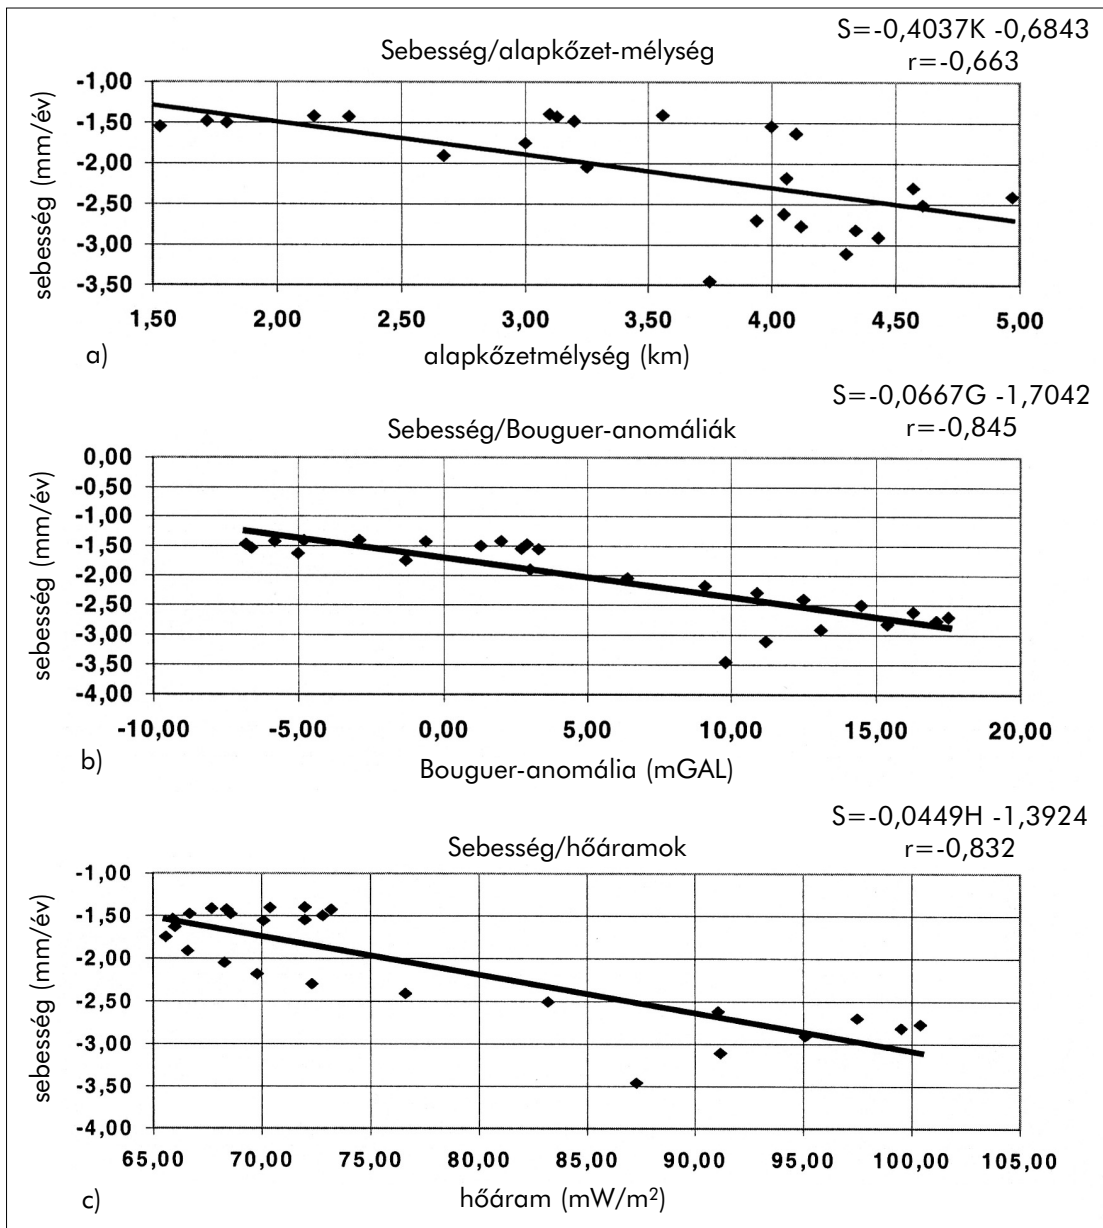 S=-0,4037K -0,6843
Sebesség/alapkőzet-mélység
r=-0,663
sebesség (mm/év)
-1,00
-1,50
-2,00
-2,50
-3,00
-3,50
1,50 2,00 2,50 3,00 3,50 4,00 4,50 5,00
a)
alapkőzetmélység (km)
S=-0,0667G -1,7042
Sebesség/Bouguer-anomáliák
r=-0,845
sebesség (mm/év)
0,00
-0,50
-1,00
-1,50
-2,00
-2,50
-3,00
-3,50
-4,00
-10,00 -5,00 0,00 5,00 10,00 15,00 20,00
b)
Bouguer-anomália (mGAL)
S=-0,0449H -1,3924
Sebesség/hőáramok
r=-0,832
sebesség (mm/év)
-1,00
-1,50
-2,00
-2,50
-3,00
-3,50
-4,00
65,00 70,00 75,00 80,00 85,00 90,00 95,00 100,00 105,00
c)
hőáram (mW/m²)